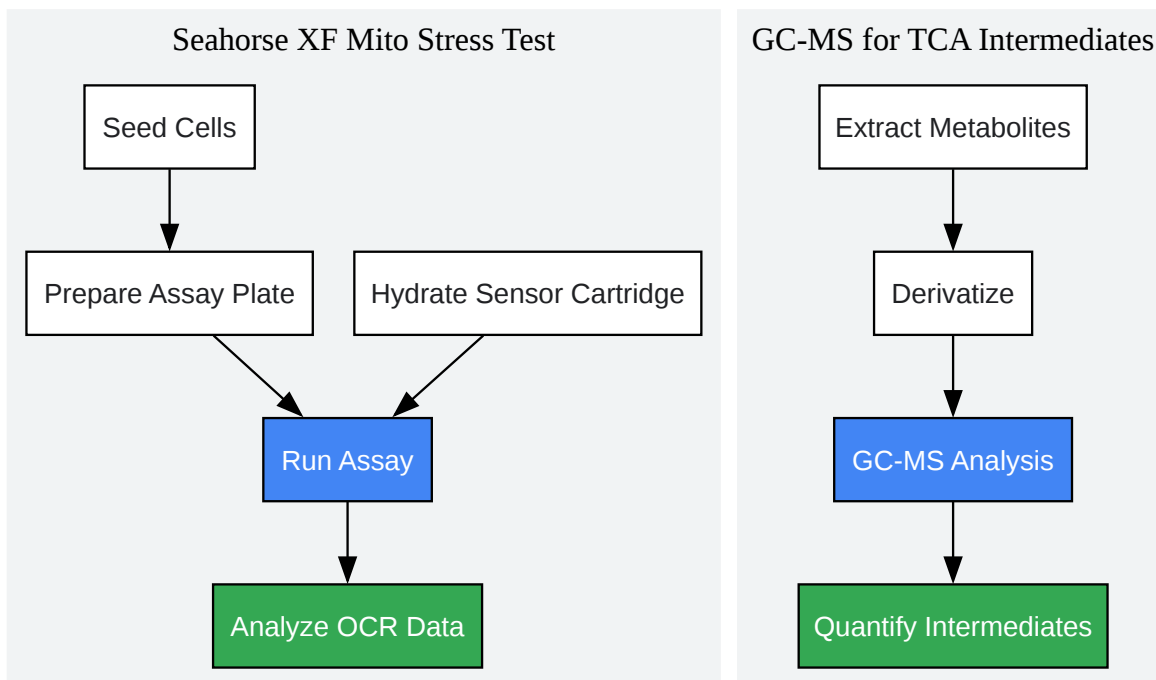 Seahorse XF Mito Stress Test
Seed Cells
Prepare Assay Plate
Hydrate Sensor Cartridge
Run Assay
Analyze OCR Data
GC-MS for TCA Intermediates
Extract Metabolites
Derivatize
GC-MS Analysis
Quantify Intermediates